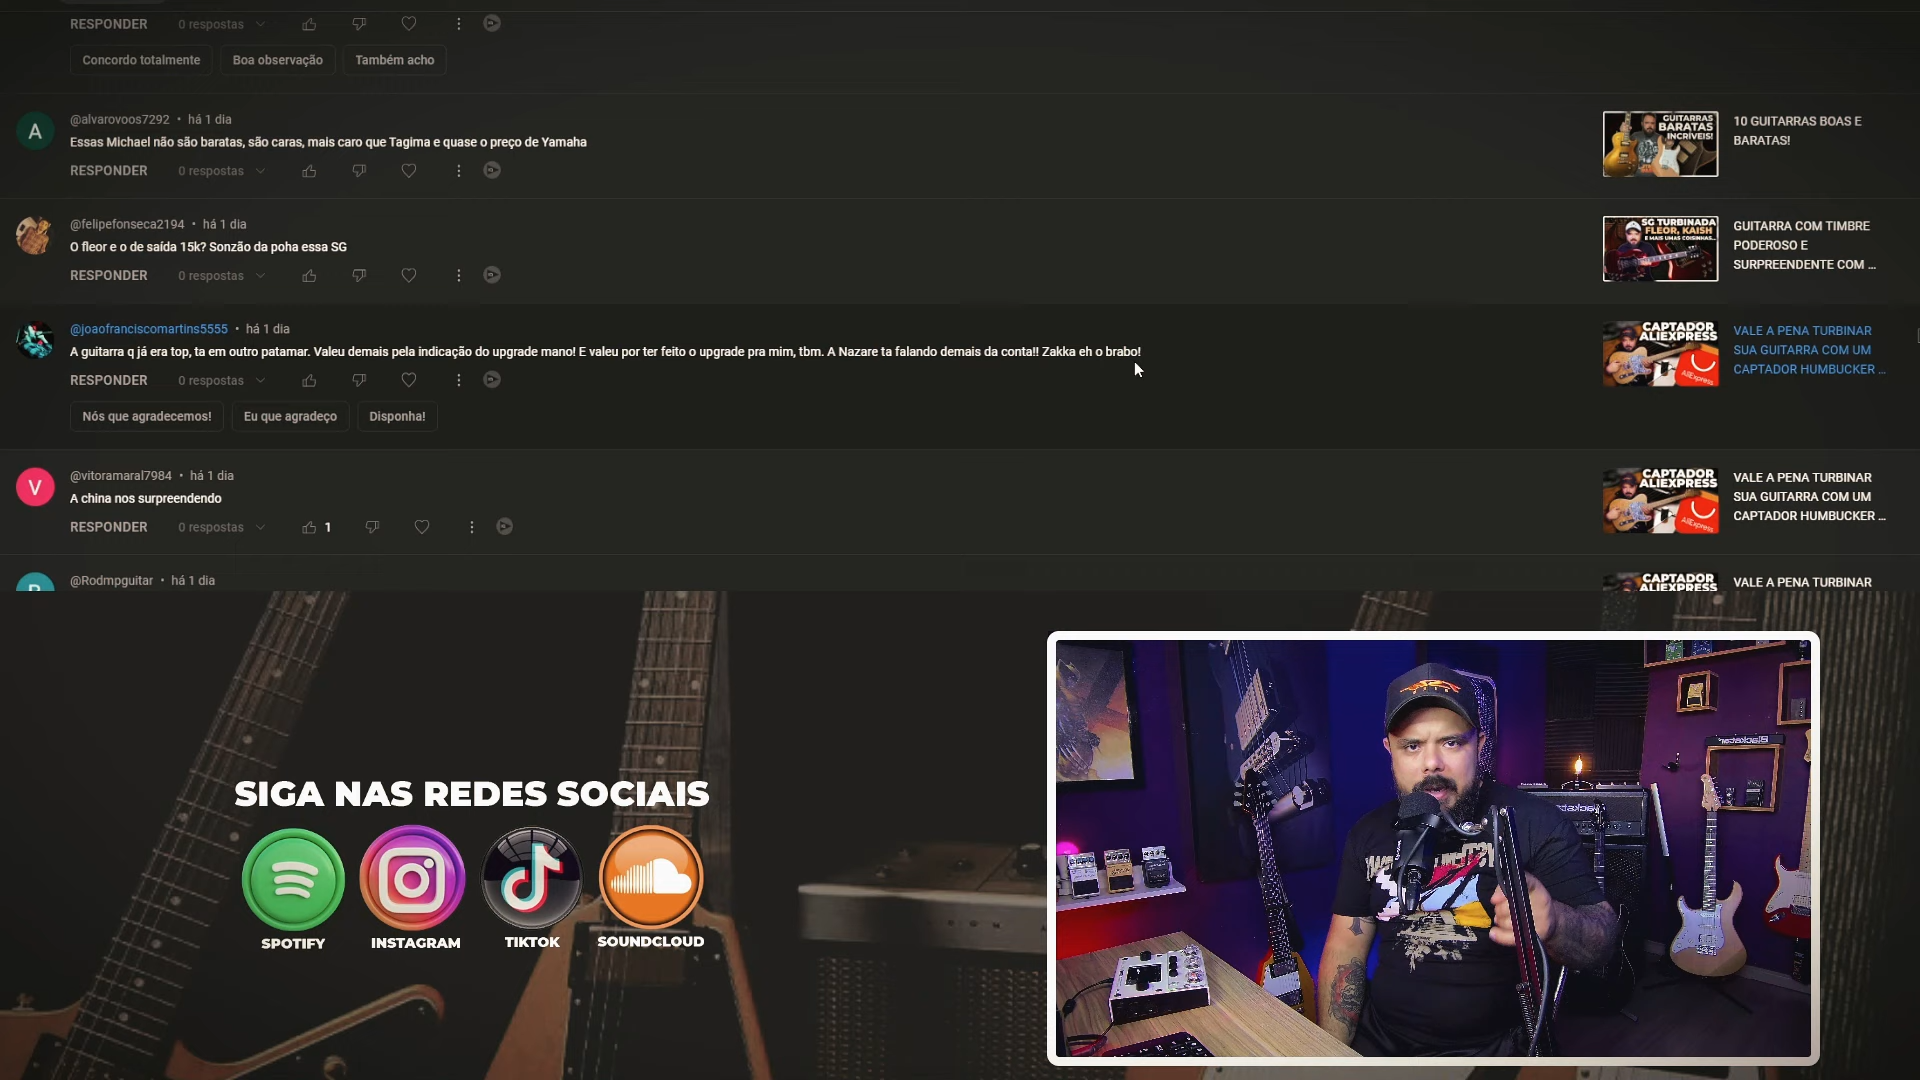 RESPONDER 0 respostas
Concordo totalmente Boa observação Também acho
A
@alvarovoos7292 • há 1 dia
Essas Michael não são baratas, são caras, mais caro que Tagima e quase o preço de Yamaha
RESPONDER 0 respostas
GUITARRAS
BARATAS
INCRÍVEIS!
10 GUITARRAS BOAS E
BARATAS!
@felipefonseca2194 • há 1 dia
O fleor e o de saída 15k? Sonzão da poha essa SG
RESPONDER 0 respostas
SG TURBINADA
FLEOR, KAISH
E MAIS UMAS COISINHAS...
GUITARRA COM TIMBRE
PODEROSO E
SURPREENDENTE COM ...
@joaofranciscomartins5555 • há 1 dia
A guitarra q já era top, ta em outro patamar. Valeu demais pela indicação do upgrade mano! E valeu por ter feito o upgrade pra mim, tbm. A Nazare ta falando demais da conta!! Zakka eh o brabo!
RESPONDER 0 respostas
Nós que agradecemos! Eu que agradeço Disponha!
CAPTADOR
ALIEXPRESS
AliExpress
VALE A PENA TURBINAR
SUA GUITARRA COM UM
CAPTADOR HUMBUCKER ...
V
@vitoramaral7984 • há 1 dia
A china nos surpreendendo
RESPONDER 0 respostas 1
CAPTADOR
ALIEXPRESS
AliExpress
VALE A PENA TURBINAR
SUA GUITARRA COM UM
CAPTADOR HUMBUCKER ...
@Rodmpguitar • há 1 dia
CAPTADOR
ALIEXPRESS
VALE A PENA TURBINAR
SIGA NAS REDES SOCIAIS
SPOTIFY INSTAGRAM TIKTOK SOUNDCLOUD